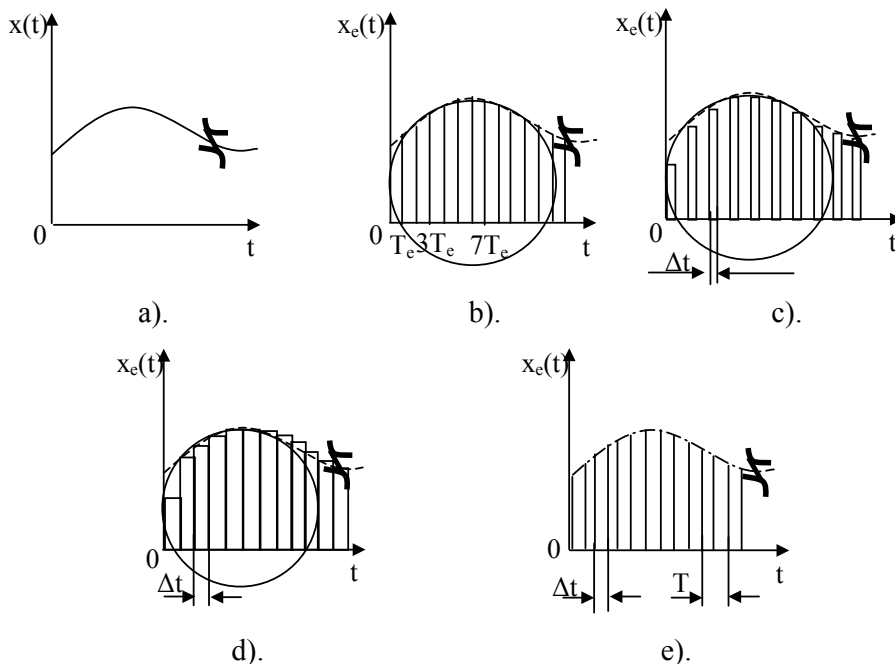 x(t)
0
t
a).
xₑ(t)
0
Tₑ 3Tₑ 7Tₑ
t
b).
xₑ(t)
0
t
Δt
c).
xₑ(t)
0
t
Δt
d).
xₑ(t)
0
t
Δt T
e).